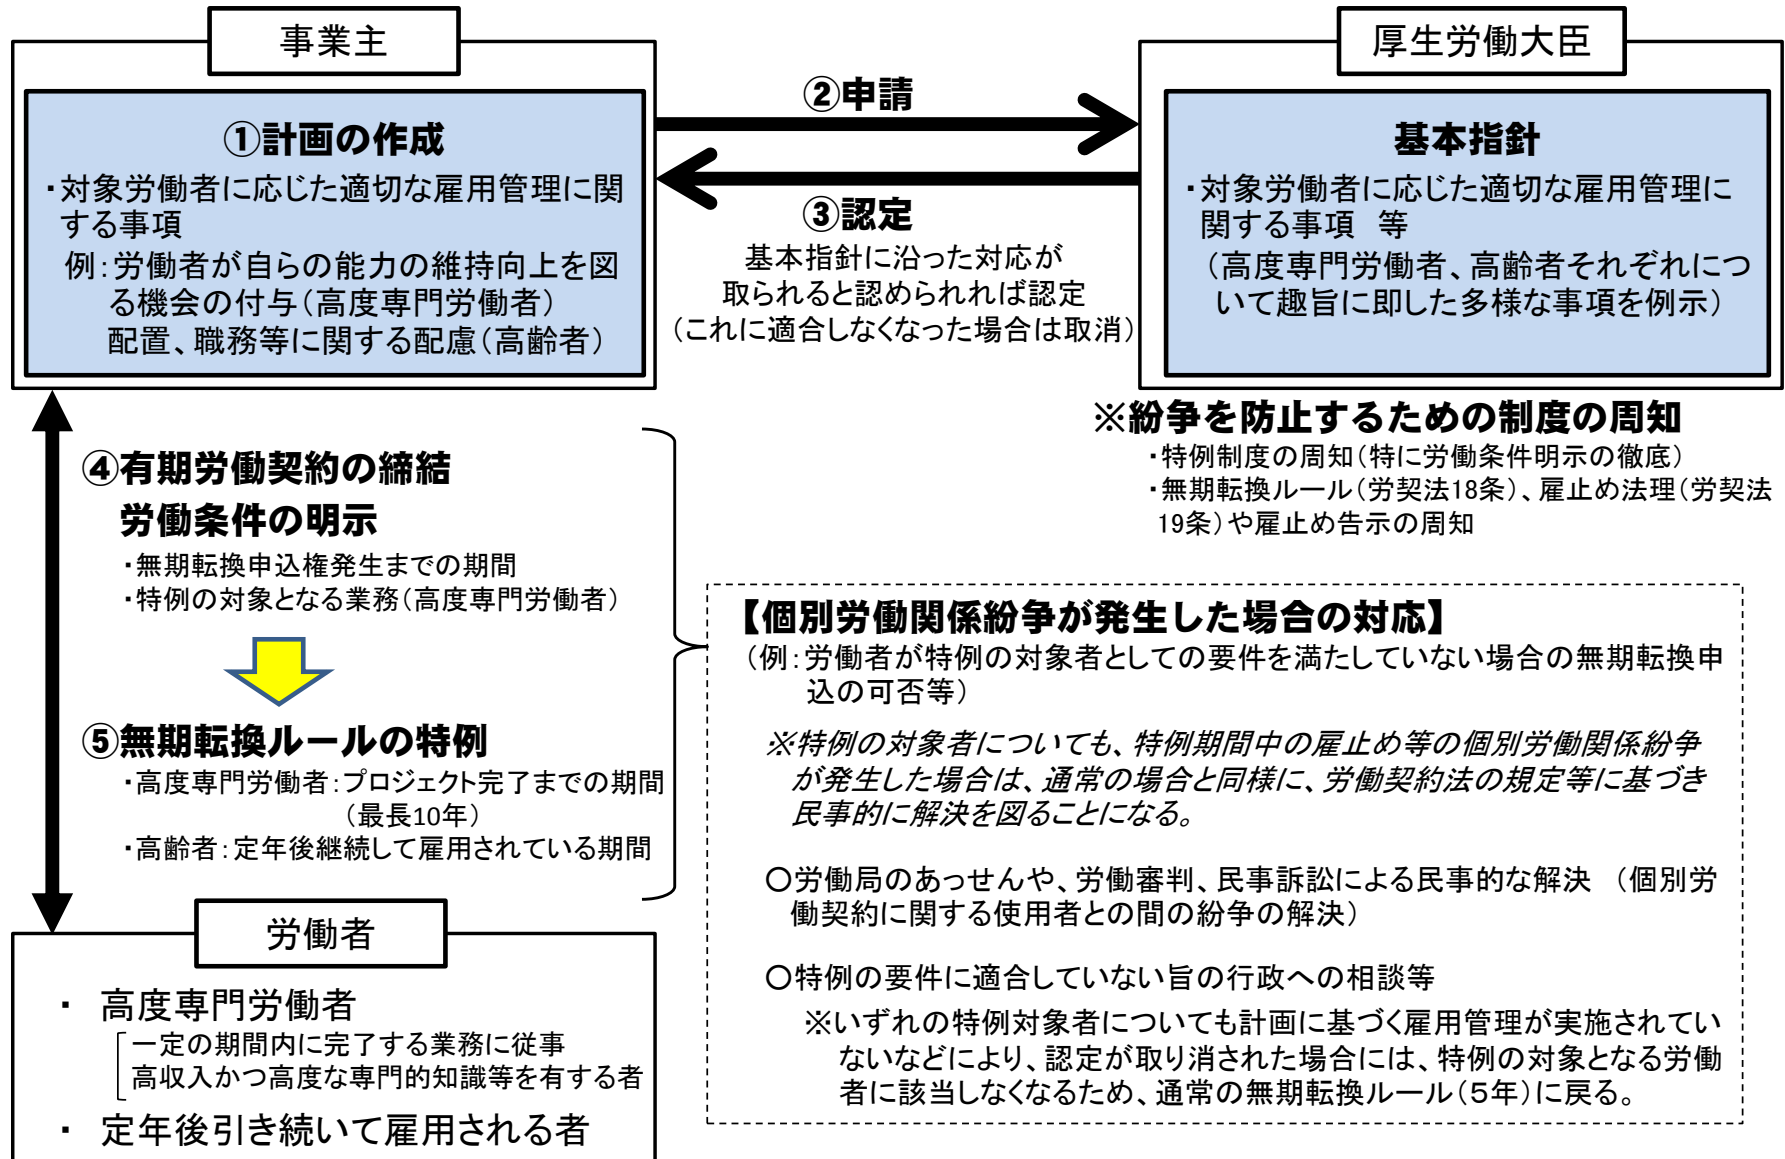 事業主
①計画の作成
・対象労働者に応じた適切な雇用管理に関
する事項
例：労働者が自らの能力の維持向上を図
る機会の付与（高度専門労働者）
配置、職務等に関する配慮（高齢者）
②申請
③認定
基本指針に沿った対応が
取られると認められれば認定
（これに適合しなくなった場合は取消）
厚生労働大臣
基本指針
・対象労働者に応じた適切な雇用管理に
関する事項　等
（高度専門労働者、高齢者それぞれにつ
いて趣旨に即した多様な事項を例示）
※紛争を防止するための制度の周知
・特例制度の周知（特に労働条件明示の徹底）
・無期転換ルール（労契法18条）、雇止め法理（労契法
19条）や雇止め告示の周知
④有期労働契約の締結
労働条件の明示
・無期転換申込権発生までの期間
・特例の対象となる業務（高度専門労働者）
⑤無期転換ルールの特例
・高度専門労働者：プロジェクト完了までの期間
（最長10年）
・高齢者：定年後継続して雇用されている期間
【個別労働関係紛争が発生した場合の対応】
（例：労働者が特例の対象者としての要件を満たしていない場合の無期転換申
込の可否等）
※特例の対象者についても、特例期間中の雇止め等の個別労働関係紛争
が発生した場合は、通常の場合と同様に、労働契約法の規定等に基づき
民事的に解決を図ることになる。
○労働局のあっせんや、労働審判、民事訴訟による民事的な解決　（個別労
働契約に関する使用者との間の紛争の解決）
○特例の要件に適合していない旨の行政への相談等
※いずれの特例対象者についても計画に基づく雇用管理が実施されてい
ないなどにより、認定が取り消された場合には、特例の対象となる労働
者に該当しなくなるため、通常の無期転換ルール（５年）に戻る。
労働者
・ 高度専門労働者
一定の期間内に完了する業務に従事
高収入かつ高度な専門的知識等を有する者
・ 定年後引き続いて雇用される者